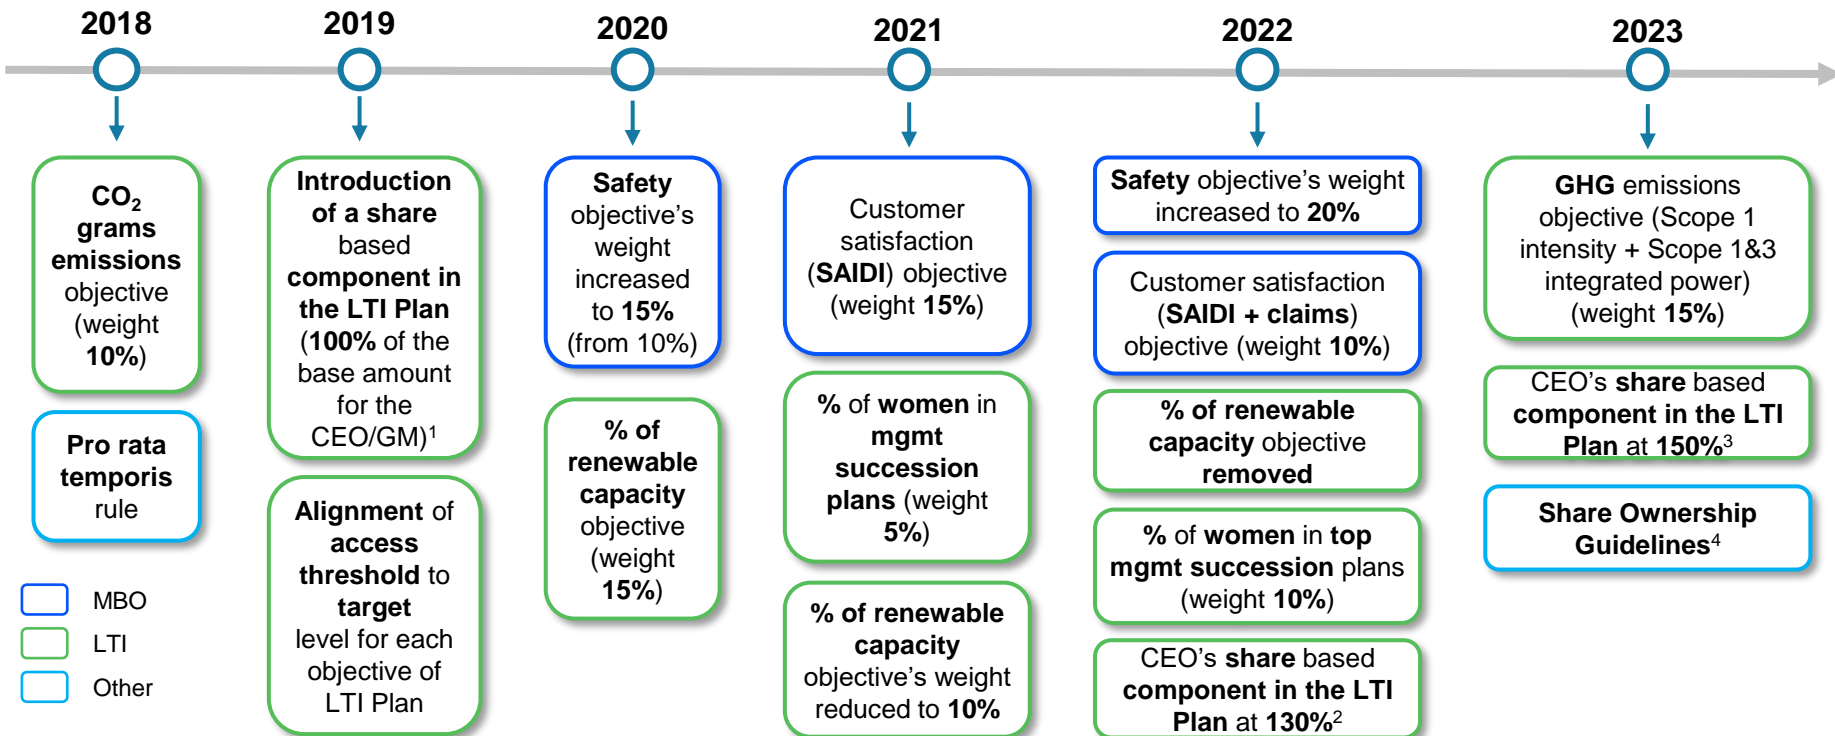 2018
2019
2020
2021
2022
2023
CO₂
grams
emissions
objective
(weight
10%)
Pro rata
temporis
rule
Introduction
of a share
based
component in
the LTI Plan
(100% of the
base amount
for the
CEO/GM)¹
Alignment of
access
threshold to
target
level for each
objective of
LTI Plan
Safety
objective's
weight
increased
to 15%
(from 10%)
% of
renewable
capacity
objective
(weight
15%)
Customer
satisfaction
(SAIDI) objective
(weight 15%)
% of women in
mgmt
succession
plans (weight
5%)
% of renewable
capacity
objective's weight
reduced to 10%
Safety objective's weight
increased to 20%
Customer satisfaction
(SAIDI + claims)
objective (weight 10%)
% of renewable
capacity objective
removed
% of women in top
mgmt succession plans
(weight 10%)
CEO's share based
component in the LTI
Plan at 130%²
GHG emissions
objective (Scope 1
intensity + Scope 1&3
integrated power)
(weight 15%)
CEO's share based
component in the LTI
Plan at 150%³
Share Ownership
Guidelines⁴
MBO
LTI
Other